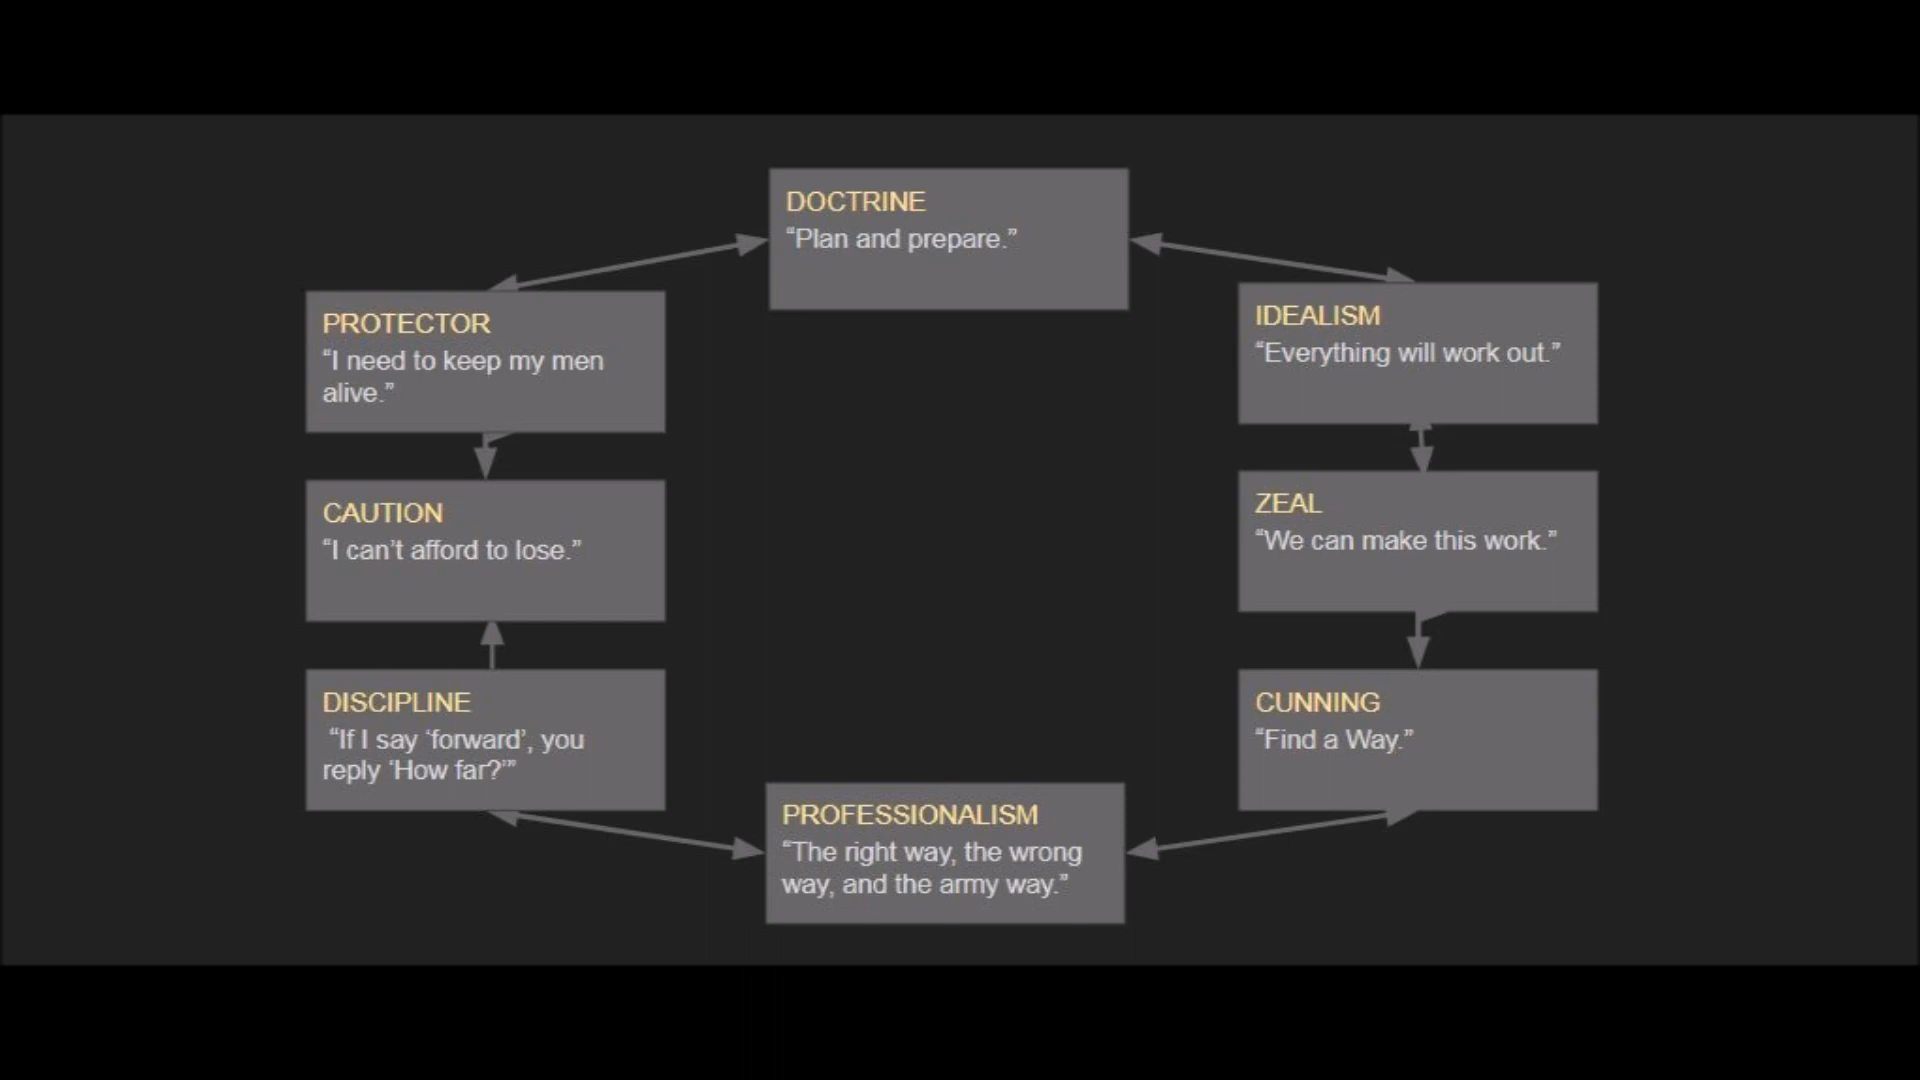 DOCTRINE
“Plan and prepare.”
PROTECTOR
“I need to keep my men
alive.”
IDEALISM
“Everything will work out.”
CAUTION
“I can’t afford to lose.”
ZEAL
“We can make this work.”
DISCIPLINE
“If I say ‘forward’, you
reply ‘How far?’”
CUNNING
“Find a Way.”
PROFESSIONALISM
“The right way, the wrong
way, and the army way.”